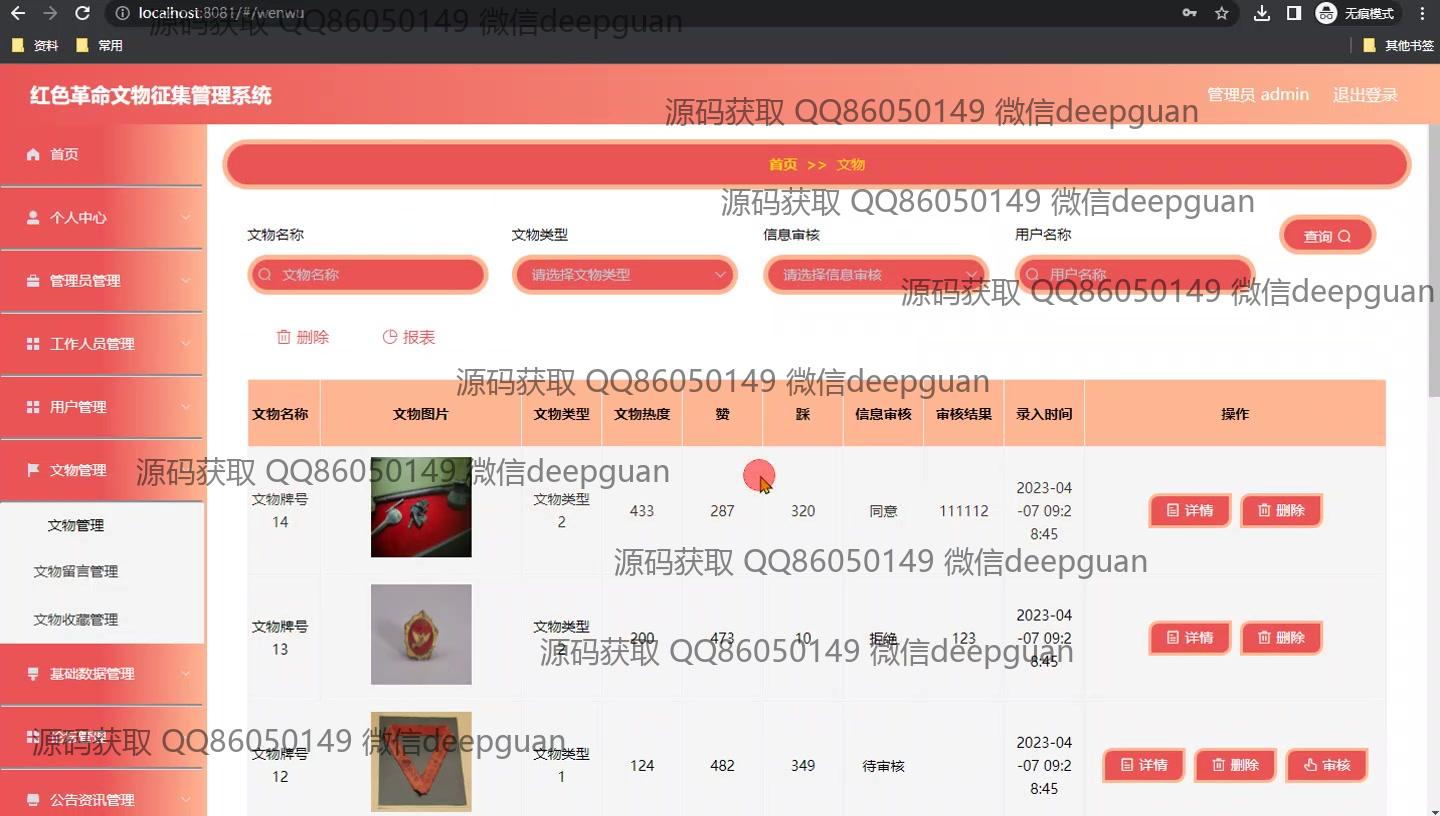 localhost:8081/#/wenwu
无痕模式
源码获取 QQ86050149 微信deepguan
资料
常用
其他书签
红色革命文物征集管理系统
管理员 admin
退出登录
源码获取 QQ86050149 微信deepguan
首页
首页 >> 文物
个人中心
源码获取 QQ86050149 微信deepguan
文物名称
文物类型
信息审核
用户名称
查询
管理员管理
文物名称
请选择文物类型
请选择信息审核
用户名称
源码获取 QQ86050149 微信deepguan
工作人员管理
删除
报表
源码获取 QQ86050149 微信deepguan
用户管理
文物名称
文物图片
文物类型
文物热度
赞
踩
信息审核
审核结果
录入时间
操作
文物管理
源码获取 QQ86050149 微信deepguan
文物牌号
14
文物类型
2
433
287
320
同意
111112
2023-04
-07 09:2
8:45
详情
删除
文物管理
文物留言管理
文物收藏管理
源码获取 QQ86050149 微信deepguan
文物牌号
13
文物类型
2
200
473
10
拒绝
123
2023-04
-07 09:2
8:45
详情
删除
源码获取 QQ86050149 微信deepguan
基础数据管理
源码获取 QQ86050149 微信deepguan
文物牌号
12
文物类型
1
124
482
349
待审核
2023-04
-07 09:2
8:45
详情
删除
审核
公告资讯管理